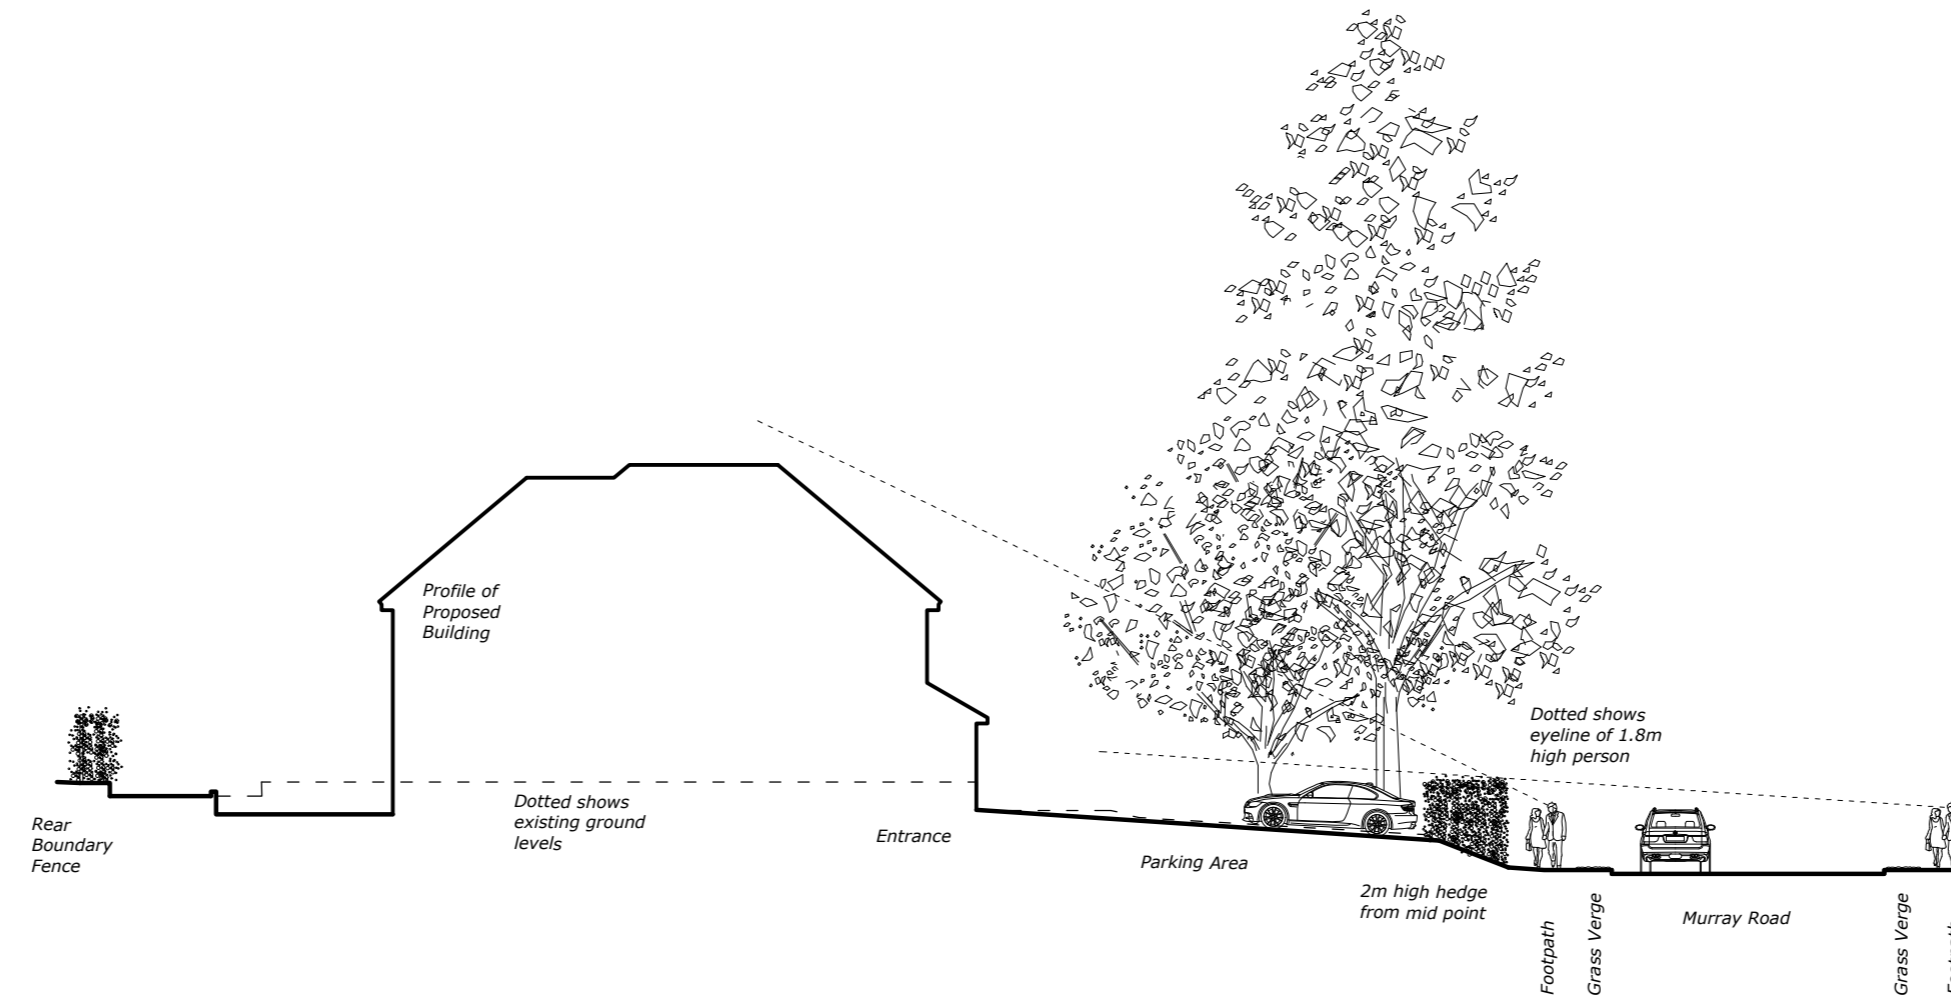 Profile of
Proposed
Building
Dotted shows
eyeline of 1.8m
high person
Dotted shows
existing ground
levels
Rear
Boundary
Fence
Entrance
Parking Area
2m high hedge
from mid point
Footpath
Grass Verge
Murray Road
Grass Verge